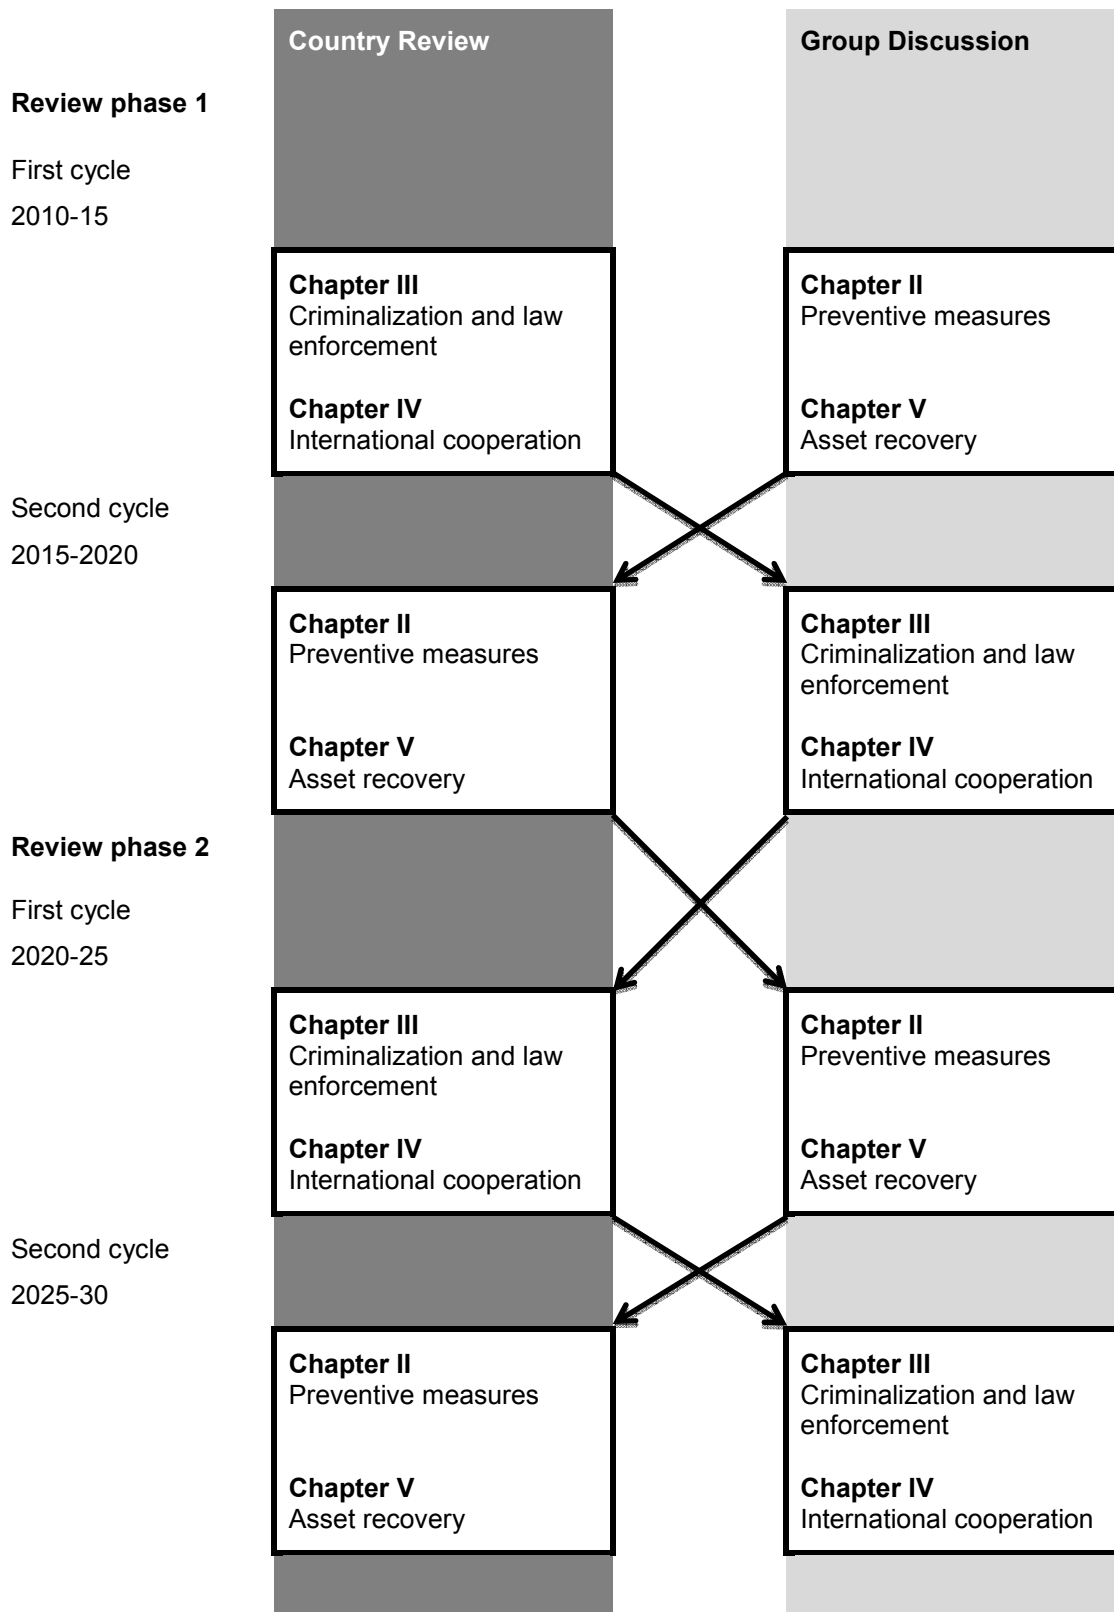 Country Review
Group Discussion
Review phase 1
First cycle
2010-15
Chapter III
Criminalization and law
enforcement
Chapter IV
International cooperation
Chapter II
Preventive measures
Chapter V
Asset recovery
Second cycle
2015-2020
Chapter II
Preventive measures
Chapter V
Asset recovery
Chapter III
Criminalization and law
enforcement
Chapter IV
International cooperation
Review phase 2
First cycle
2020-25
Chapter III
Criminalization and law
enforcement
Chapter IV
International cooperation
Chapter II
Preventive measures
Chapter V
Asset recovery
Second cycle
2025-30
Chapter II
Preventive measures
Chapter V
Asset recovery
Chapter III
Criminalization and law
enforcement
Chapter IV
International cooperation